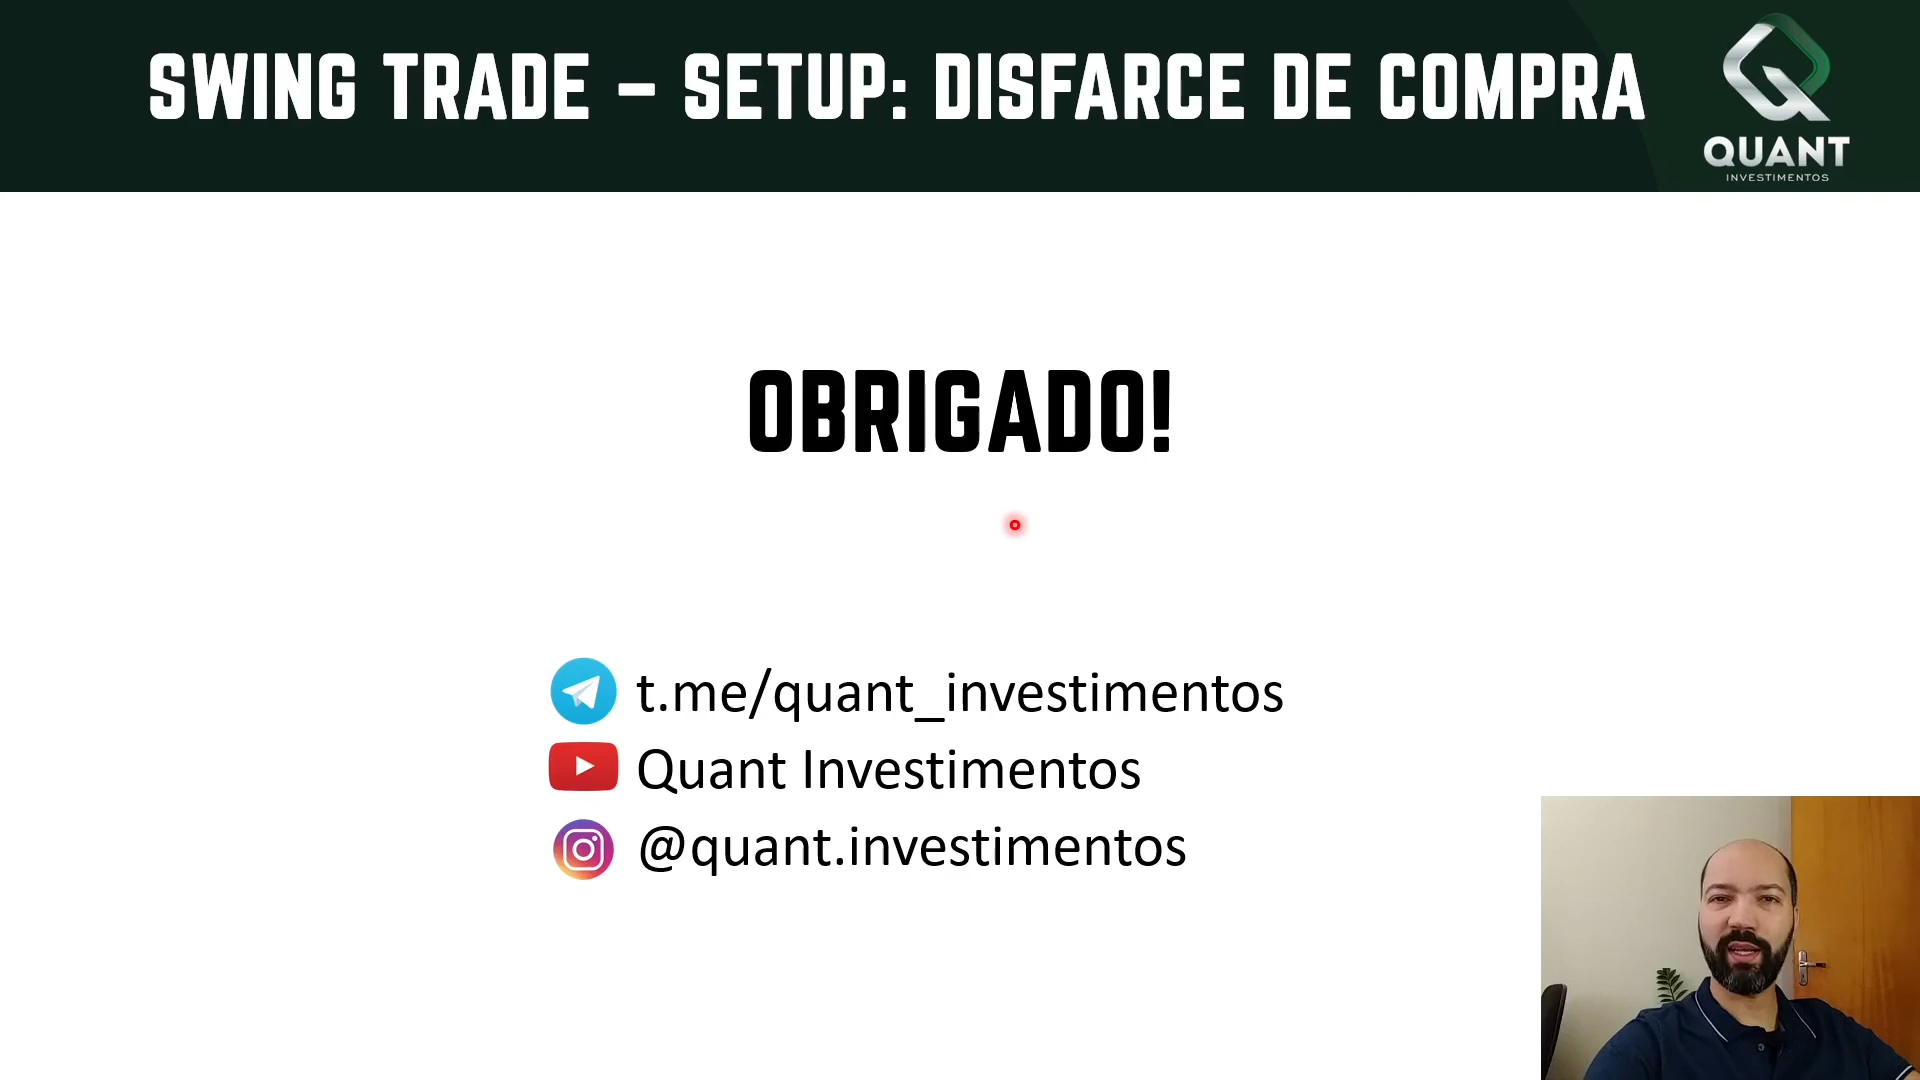 SWING TRADE – SETUP: DISFARCE DE COMPRA
QUANT
INVESTIMENTOS
OBRIGADO!
t.me/quant_investimentos
Quant Investimentos
@quant.investimentos